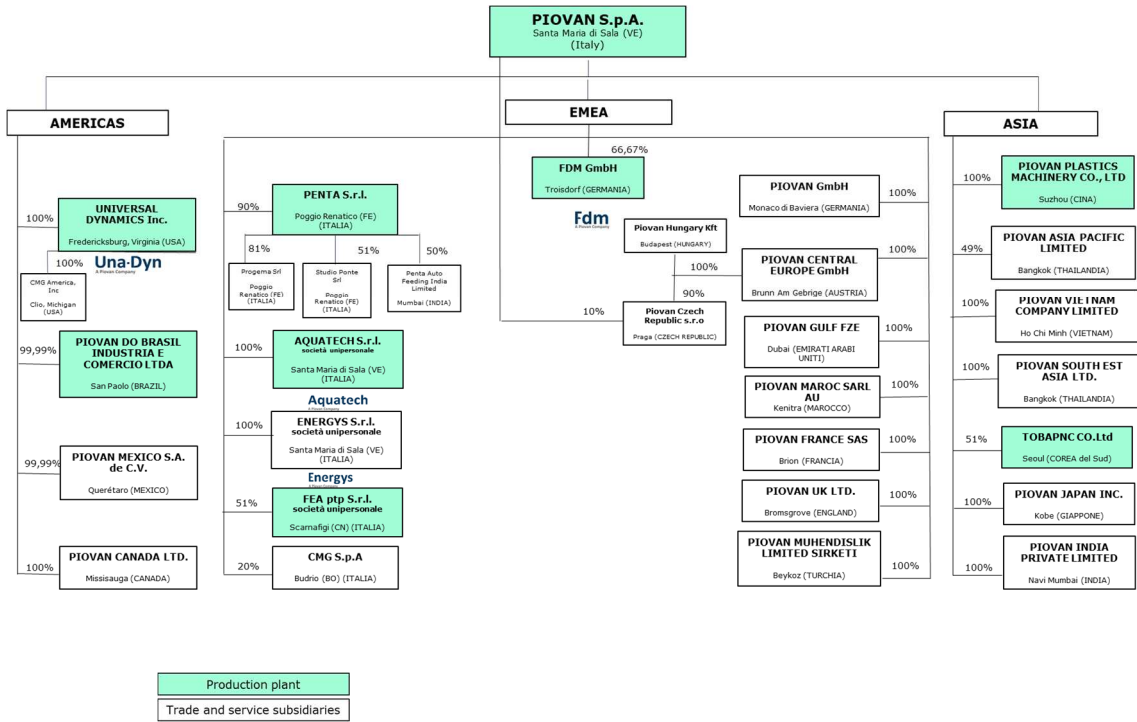 PIOVAN S.p.A.
Santa Maria di Sala (VE)
(Italy)
AMERICAS
EMEA
ASIA
100%
UNIVERSAL
DYNAMICS Inc.
Fredericksburg, Virginia (USA)
100%
Una-Dyn
A Piovan Company
CMG America,
Inc
Clio, Michigan
(USA)
99,99%
PIOVAN DO BRASIL
INDUSTRIA E
COMERCIO LTDA
San Paolo (BRAZIL)
99,99%
PIOVAN MEXICO S.A.
de C.V.
Querétaro (MEXICO)
100%
PIOVAN CANADA LTD.
Missisauga (CANADA)
90%
PENTA S.r.l.
Poggio Renatico (FE)
(ITALIA)
81%
51%
50%
Progema Srl
Poggio
Renatico (FE)
(ITALIA)
Studio Ponte
Srl
Poggio
Renatico (FE)
(ITALIA)
Penta Auto
Feeding India
Limited
Mumbai (INDIA)
100%
AQUATECH S.r.l.
società unipersonale
Santa Maria di Sala (VE)
(ITALIA)
Aquatech
A Piovan Company
100%
ENERGYS S.r.l.
società unipersonale
Santa Maria di Sala (VE)
(ITALIA)
Energys
A Piovan Company
51%
FEA ptp S.r.l.
società unipersonale
Scarnafigi (CN) (ITALIA)
20%
CMG S.p.A
Budrio (BO) (ITALIA)
66,67%
FDM GmbH
Troisdorf (GERMANIA)
Fdm
A Piovan Company
Piovan Hungary Kft
Budapest (HUNGARY)
100%
90%
10%
Piovan Czech
Republic s.r.o
Praga (CZECH REPUBLIC)
PIOVAN GmbH
Monaco di Baviera (GERMANIA)
100%
PIOVAN CENTRAL
EUROPE GmbH
Brunn Am Gebrige (AUSTRIA)
100%
PIOVAN GULF FZE
Dubai (EMIRATI ARABI
UNITI)
100%
PIOVAN MAROC SARL
AU
Kenitra (MAROCCO)
100%
PIOVAN FRANCE SAS
Brion (FRANCIA)
100%
PIOVAN UK LTD.
Bromsgrove (ENGLAND)
100%
PIOVAN MUHENDISLIK
LIMITED SIRKETI
Beykoz (TURCHIA)
100%
100%
PIOVAN PLASTICS
MACHINERY CO., LTD
Suzhou (CINA)
49%
PIOVAN ASIA PACIFIC
LIMITED
Bangkok (THAILANDIA)
100%
PIOVAN VIETNAM
COMPANY LIMITED
Ho Chi Minh (VIETNAM)
100%
PIOVAN SOUTH EST
ASIA LTD.
Bangkok (THAILANDIA)
51%
TOBAPNC CO.Ltd
Seoul (COREA del Sud)
100%
PIOVAN JAPAN INC.
Kobe (GIAPPONE)
100%
PIOVAN INDIA
PRIVATE LIMITED
Navi Mumbai (INDIA)
Production plant
Trade and service subsidiaries